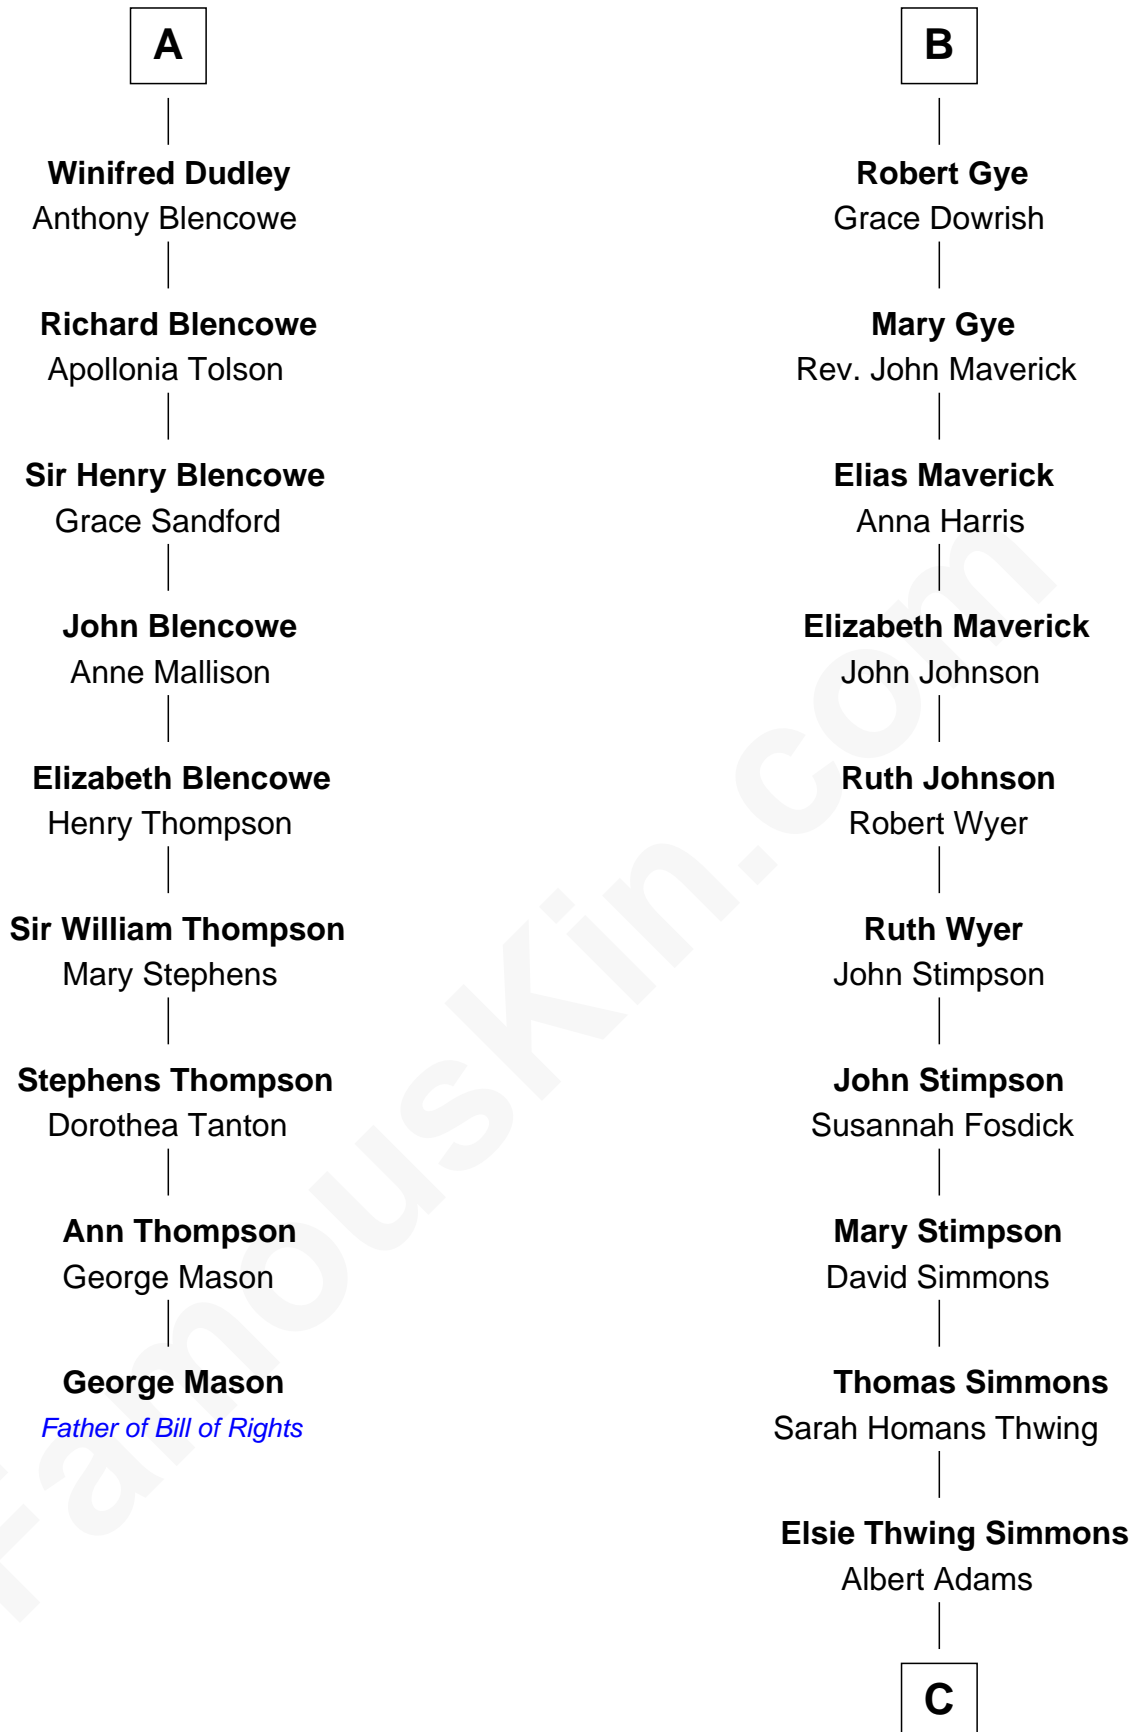 A
Winifred Dudley
Anthony Blencowe
Richard Blencowe
Apollonia Tolson
Sir Henry Blencowe
Grace Sandford
John Blencowe
Anne Mallison
Elizabeth Blencowe
Henry Thompson
Sir William Thompson
Mary Stephens
Stephens Thompson
Dorothea Tanton
Ann Thompson
George Mason
George Mason
Father of Bill of Rights
B
Robert Gye
Grace Dowrish
Mary Gye
Rev. John Maverick
Elias Maverick
Anna Harris
Elizabeth Maverick
John Johnson
Ruth Johnson
Robert Wyer
Ruth Wyer
John Stimpson
John Stimpson
Susannah Fosdick
Mary Stimpson
David Simmons
Thomas Simmons
Sarah Homans Thwing
Elsie Thwing Simmons
Albert Adams
C
FamousKin.com